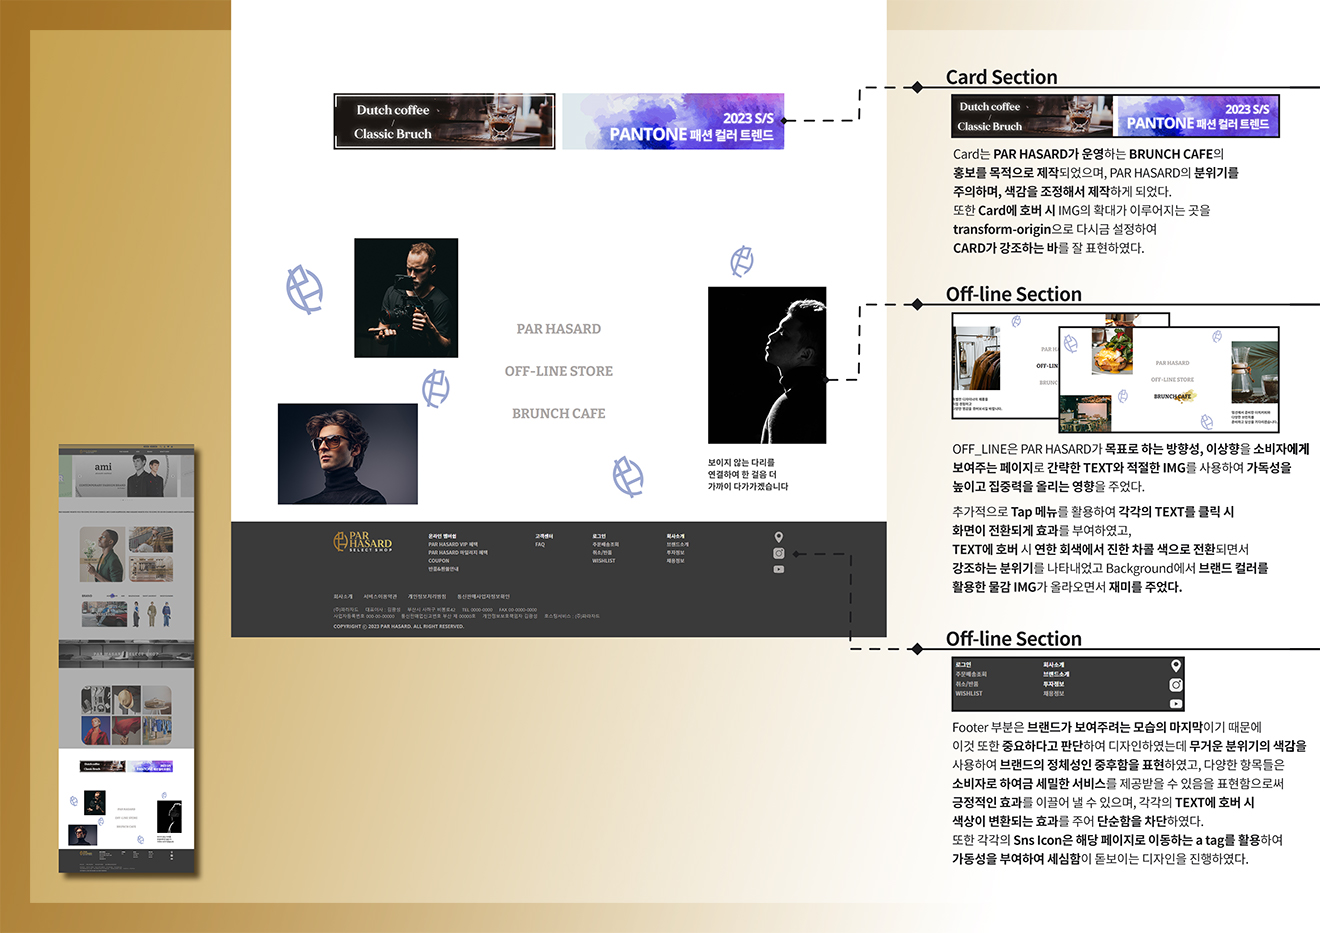 Dutch coffee
/
Classic Bruch
2023 S/S
PANTONE 패션 컬러 트렌드
PAR HASARD
OFF-LINE STORE
BRUNCH CAFE
보이지 않는 다리를
연결하여 한 걸음 더
가까이 다가가겠습니다
PAR
HASARD
SELECT SHOP
온라인 멤버쉽
PAR HASARD VIP 혜택
PAR HASARD 마일리지 혜택
COUPON
반품&환불안내
고객센터
FAQ
로그인
주문배송조회
취소/반품
WISHLIST
회사소개
브랜드소개
투자정보
채용정보
회사소개 서비스이용약관 개인정보처리방침 통신판매사업자정보확인
COPYRIGHT ⓒ 2023 PAR HASARD. ALL RIGHT RESERVED.
ami
Card Section
Dutch coffee
/
Classic Bruch
2023 S/S
PANTONE 패션 컬러 트렌드
Card는 PAR HASARD가 운영하는 BRUNCH CAFE의
홍보를 목적으로 제작되었으며, PAR HASARD의 분위기를
주의하며, 색감을 조정해서 제작하게 되었다.
또한 Card에 호버 시 IMG의 확대가 이루어지는 곳을
transform-origin으로 다시금 설정하여
CARD가 강조하는 바를 잘 표현하였다.
Off-line Section
PAR HASARD
OFF-LINE STORE
BRUNCH CAFE
OFF_LINE은 PAR HASARD가 목표로 하는 방향성, 이상향을 소비자에게
보여주는 페이지로 간략한 TEXT와 적절한 IMG를 사용하여 가독성을
높이고 집중력을 올리는 영향을 주었다.
추가적으로 Tap 메뉴를 활용하여 각각의 TEXT를 클릭 시
화면이 전환되게 효과를 부여하였고,
TEXT에 호버 시 연한 회색에서 진한 차콜 색으로 전환되면서
강조하는 분위기를 나타내었고 Background에서 브랜드 컬러를
활용한 물감 IMG가 올라오면서 재미를 주었다.
Off-line Section
로그인
주문배송조회
취소/반품
WISHLIST
회사소개
브랜드소개
투자정보
채용정보
Footer 부분은 브랜드가 보여주려는 모습의 마지막이기 때문에
이것 또한 중요하다고 판단하여 디자인하였는데 무거운 분위기의 색감을
사용하여 브랜드의 정체성인 중후함을 표현하였고, 다양한 항목들은
소비자로 하여금 세밀한 서비스를 제공받을 수 있음을 표현함으로써
긍정적인 효과를 이끌어 낼 수 있으며, 각각의 TEXT에 호버 시
색상이 변환되는 효과를 주어 단순함을 차단하였다.
또한 각각의 Sns Icon은 해당 페이지로 이동하는 a tag를 활용하여
가동성을 부여하여 세심함이 돋보이는 디자인을 진행하였다.